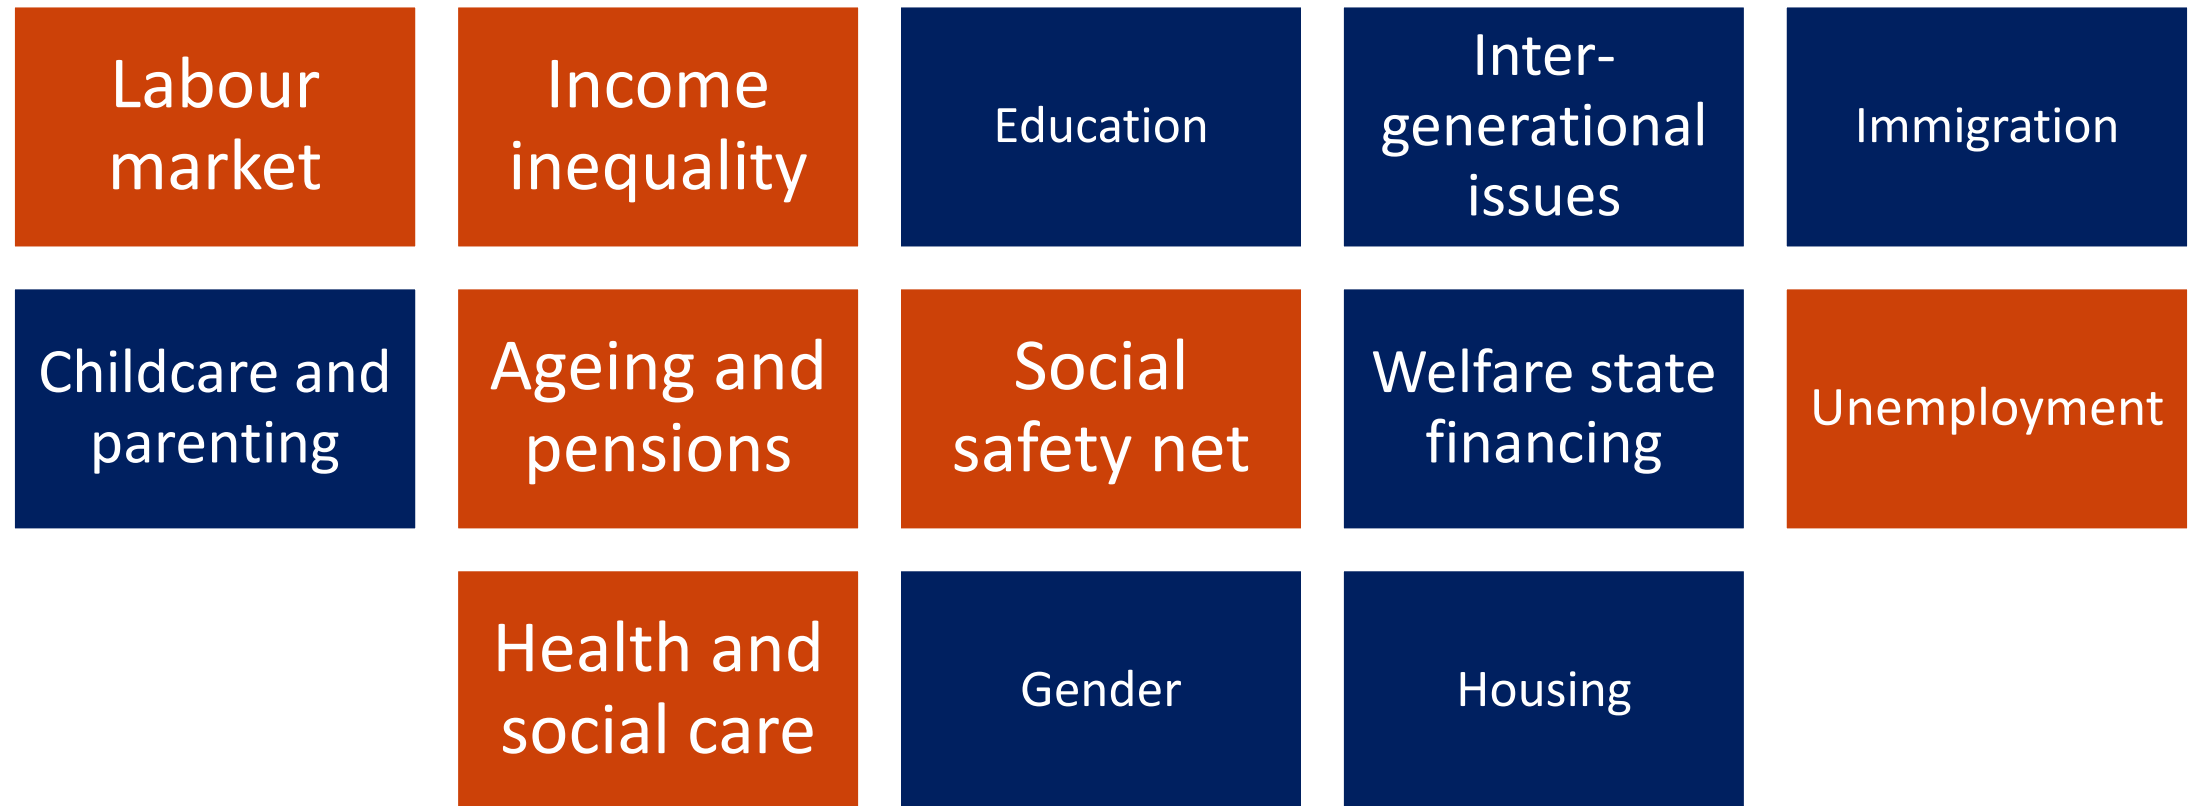 Labour
market
Income
inequality
Education
Inter-
generational
issues
Immigration
Childcare and
parenting
Ageing and
pensions
Social
safety net
Welfare state
financing
Unemployment
Health and
social care
Gender
Housing